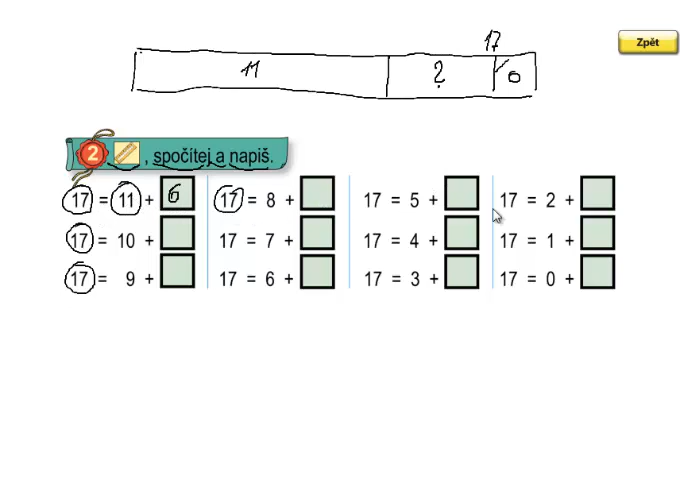 17
Zpět
11 ? 6
2 , spočítej a napiš.
17 = 11 + 6 17 = 8 + 17 = 5 + 17 = 2 +
17 = 10 + 17 = 7 + 17 = 4 + 17 = 1 +
17 = 9 + 17 = 6 + 17 = 3 + 17 = 0 +